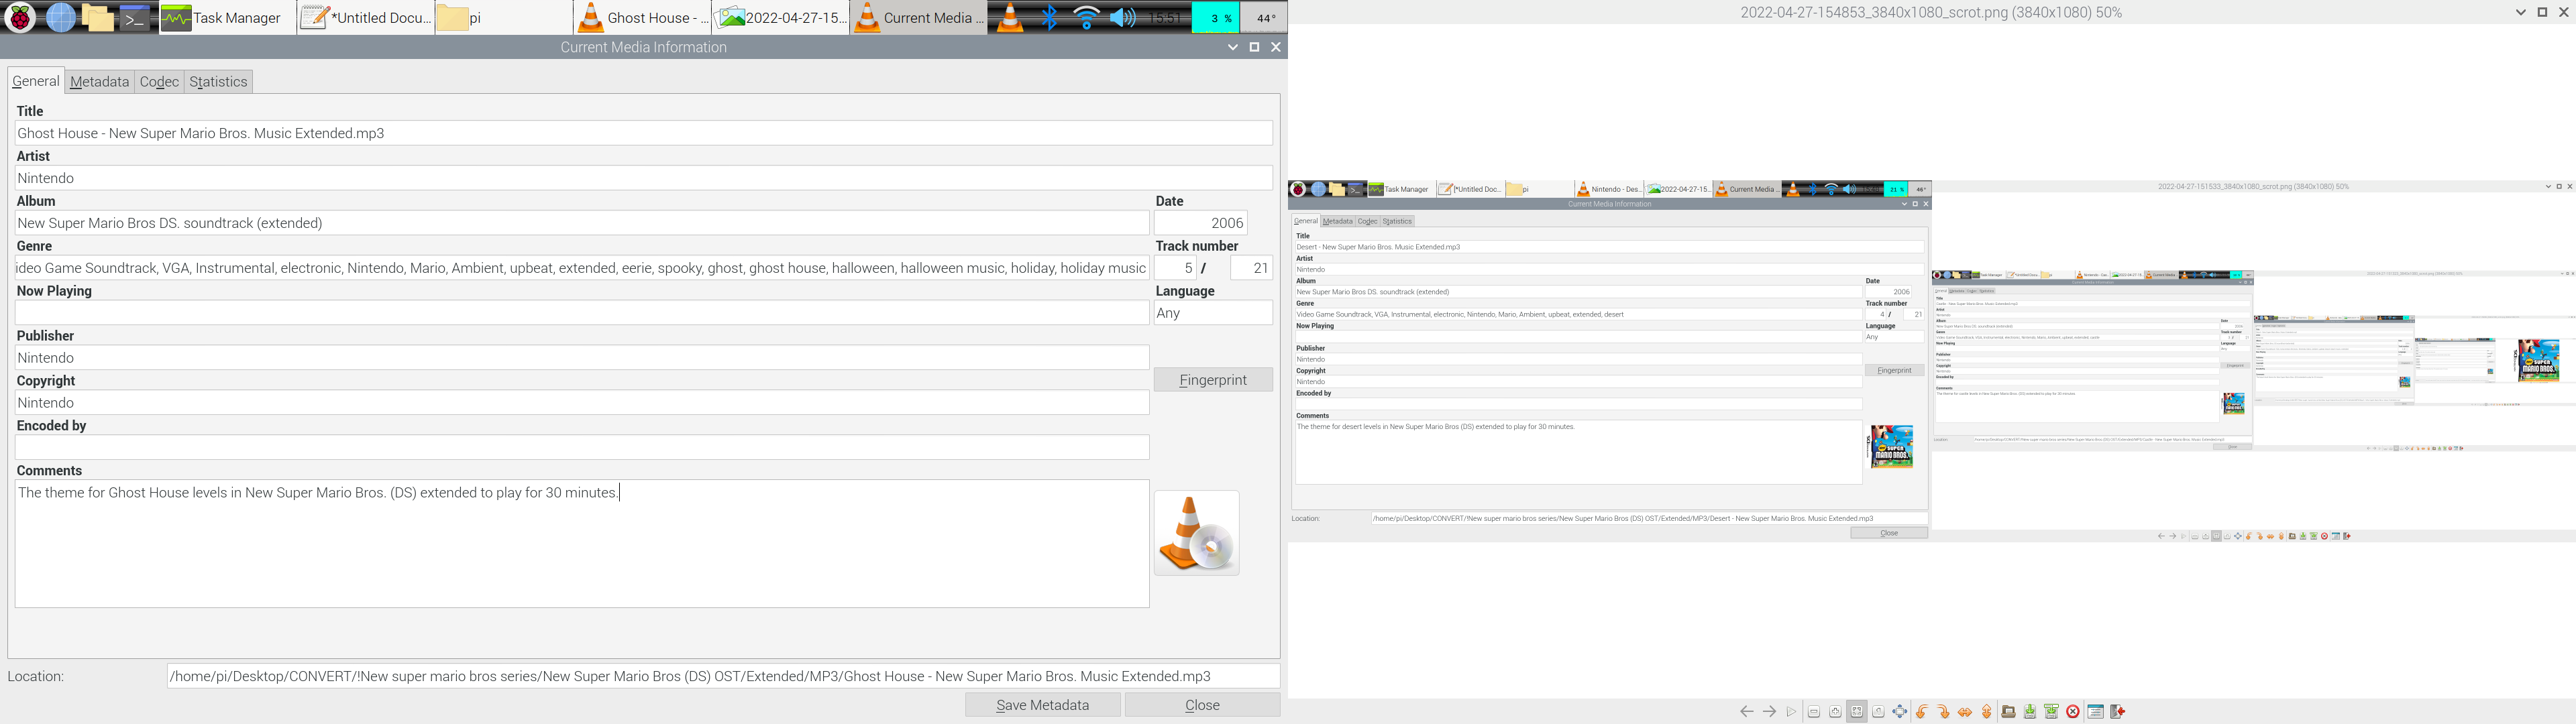 Task Manager
*Untitled Docu...
pi
Ghost House - ...
2022-04-27-15...
Current Media ...
15:51
3 %
44°
Current Media Information
General Metadata Codec Statistics
Title
Ghost House - New Super Mario Bros. Music Extended.mp3
Artist
Nintendo
Album
Date
New Super Mario Bros DS. soundtrack (extended)
2006
Genre
Track number
ideo Game Soundtrack, VGA, Instrumental, electronic, Nintendo, Mario, Ambient, upbeat, extended, eerie, spooky, ghost, ghost house, halloween, halloween music, holiday, holiday music
5 / 21
Now Playing
Language
Any
Publisher
Nintendo
Copyright
Fingerprint
Nintendo
Encoded by
Comments
The theme for Ghost House levels in New Super Mario Bros. (DS) extended to play for 30 minutes.
Location:
/home/pi/Desktop/CONVERT/!New super mario bros series/New Super Mario Bros (DS) OST/Extended/MP3/Ghost House - New Super Mario Bros. Music Extended.mp3
Save Metadata
Close
2022-04-27-154853_3840x1080_scrot.png (3840x1080) 50%
Task Manager
*Untitled Doc...
pi
Nintendo - Des...
2022-04-27-15...
Current Media ...
21 %
46°
Current Media Information
General Metadata Codec Statistics
Title
Desert - New Super Mario Bros. Music Extended.mp3
Artist
Nintendo
Album
Date
New Super Mario Bros DS. soundtrack (extended)
2006
Genre
Track number
Video Game Soundtrack, VGA, Instrumental, electronic, Nintendo, Mario, Ambient, upbeat, extended, desert
4 / 21
Now Playing
Language
Any
Publisher
Nintendo
Copyright
Fingerprint
Nintendo
Encoded by
Comments
The theme for desert levels in New Super Mario Bros (DS) extended to play for 30 minutes.
SUPER
MARIO BROS.
Location:
/home/pi/Desktop/CONVERT/!New super mario bros series/New Super Mario Bros (DS) OST/Extended/MP3/Desert - New Super Mario Bros. Music Extended.mp3
Close
2022-04-27-151533_3840x1080_scrot.png (3840x1080) 50%
SUPER
MARIO BROS.